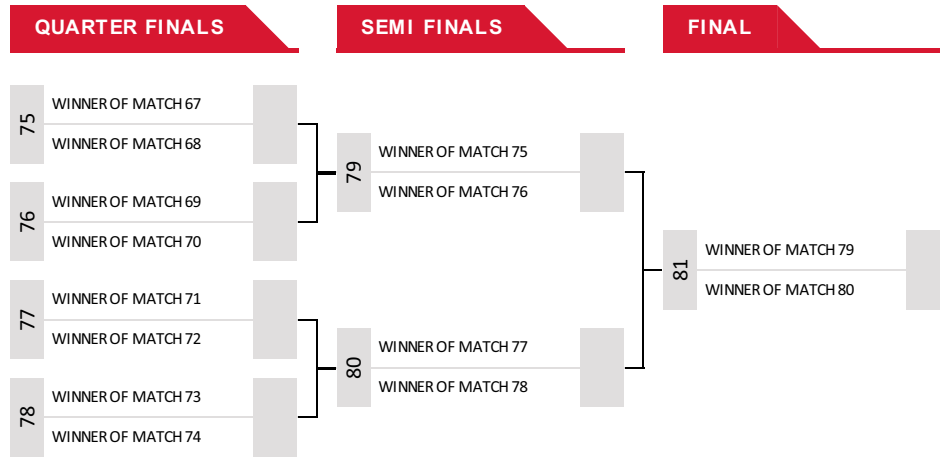 QUARTER FINALS
SEMI FINALS
FINAL
75
WINNER OF MATCH 67
WINNER OF MATCH 68
76
WINNER OF MATCH 69
WINNER OF MATCH 70
77
WINNER OF MATCH 71
WINNER OF MATCH 72
78
WINNER OF MATCH 73
WINNER OF MATCH 74
79
WINNER OF MATCH 75
WINNER OF MATCH 76
80
WINNER OF MATCH 77
WINNER OF MATCH 78
81
WINNER OF MATCH 79
WINNER OF MATCH 80